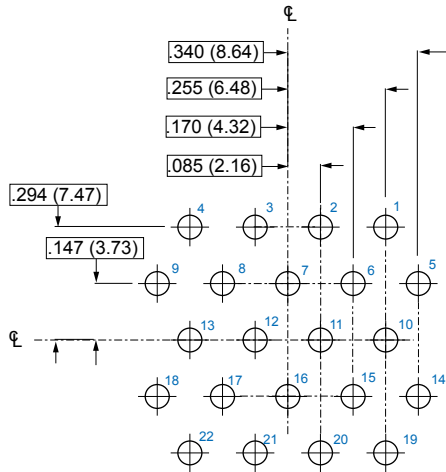 ℄
.340 (8.64)
.255 (6.48)
.170 (4.32)
.085 (2.16)
.294 (7.47)
4 3 2 1
.147 (3.73)
9 8 7 6 5
℄ 13 12 11 10
18 17 16 15 14
22 21 20 19